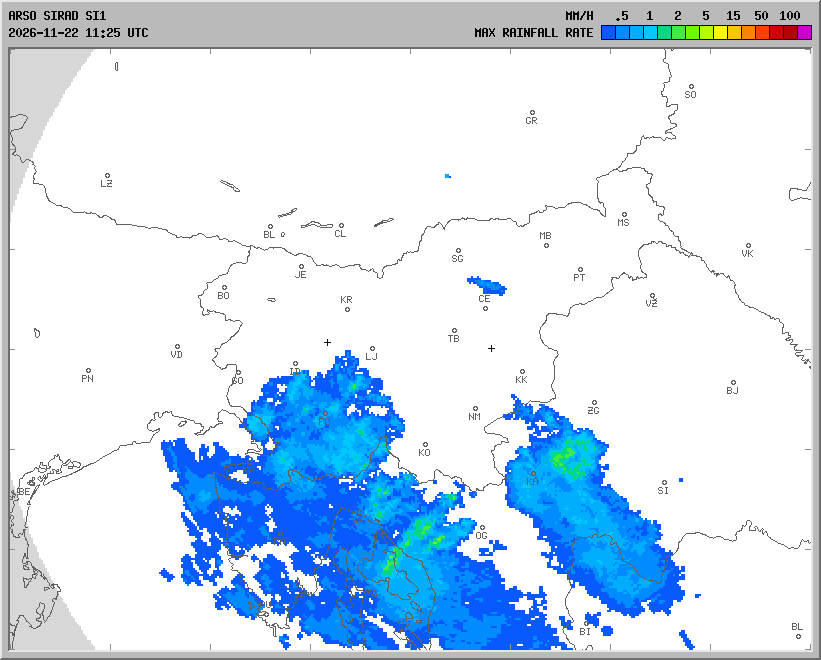 ARSO SIRAD SI1
2026-11-22 11:25 UTC
MM/H .5 1 2 5 15 50 100
MAX RAINFALL RATE
SO
GR
LZ
MS
BL
CL
MB
VK
SG
JE
PT
BO
KR
CE
VZ
TB
VD
LJ
ID
PN
GO
KK
BJ
NM
ZG
KO
SI
BE
OG
BI
BL